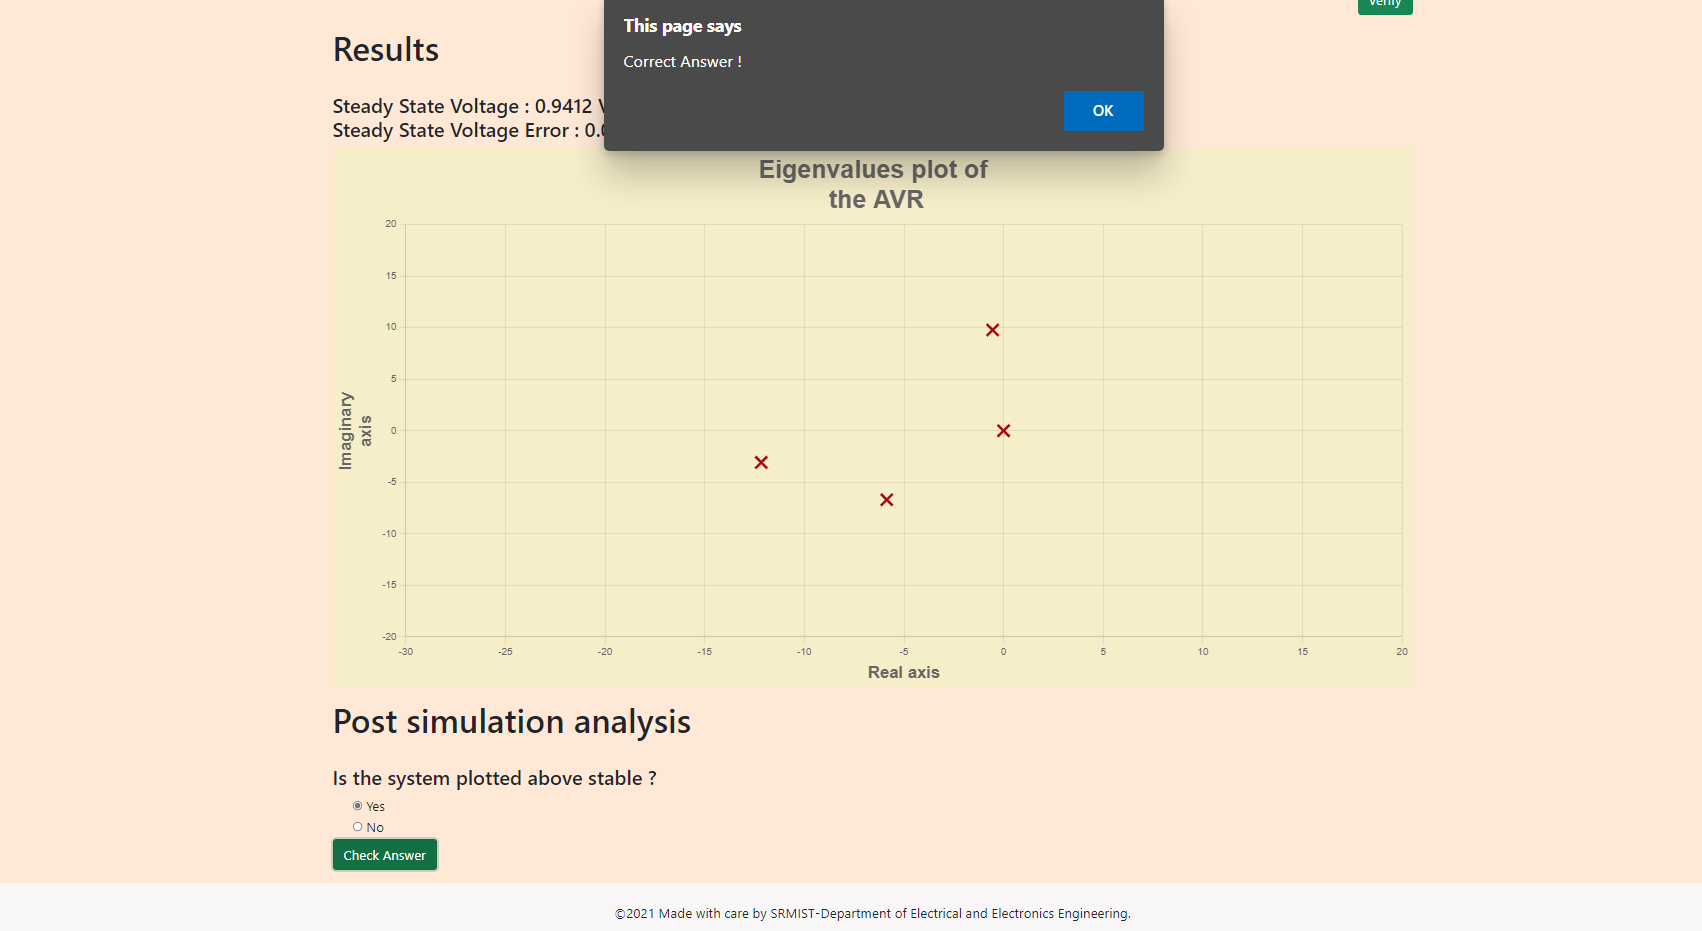 Verify
This page says
Correct Answer !
OK
Results
Steady State Voltage : 0.9412
Steady State Voltage Error :
Eigenvalues plot of
the AVR
20
15
10
5
0
-5
-10
-15
-20
Imaginary
axis
-30 -25 -20 -15 -10 -5 0 5 10 15 20
Real axis
Post simulation analysis
Is the system plotted above stable ?
Yes
No
Check Answer
©2021 Made with care by SRMIST-Department of Electrical and Electronics Engineering.